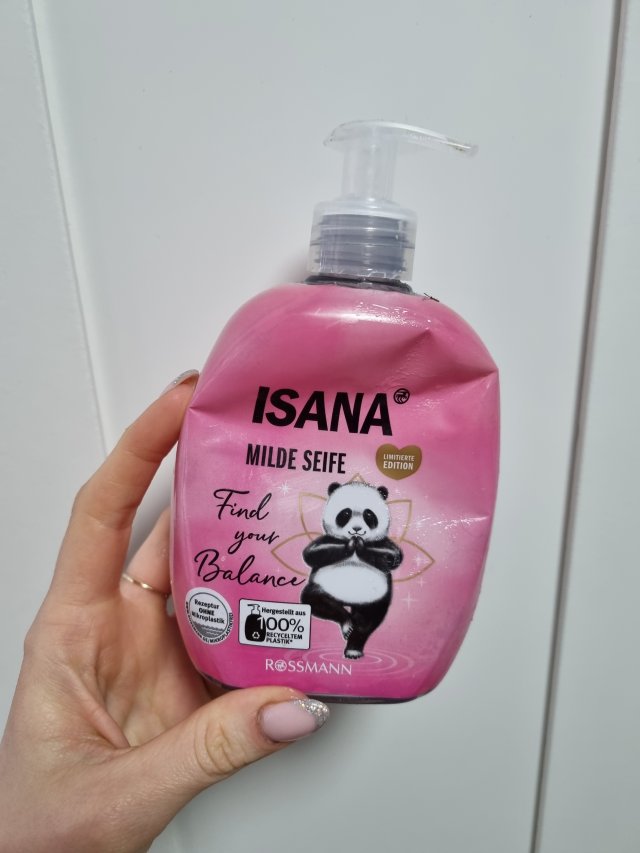 ISANA
MILDE SEIFE
LIMITIERTE
EDITION
Find
your
Balance
Rezeptur
OHNE
Mikroplastik
Hergestellt aus
100%
RECYCELTEM
PLASTIK*
ROSSMANN